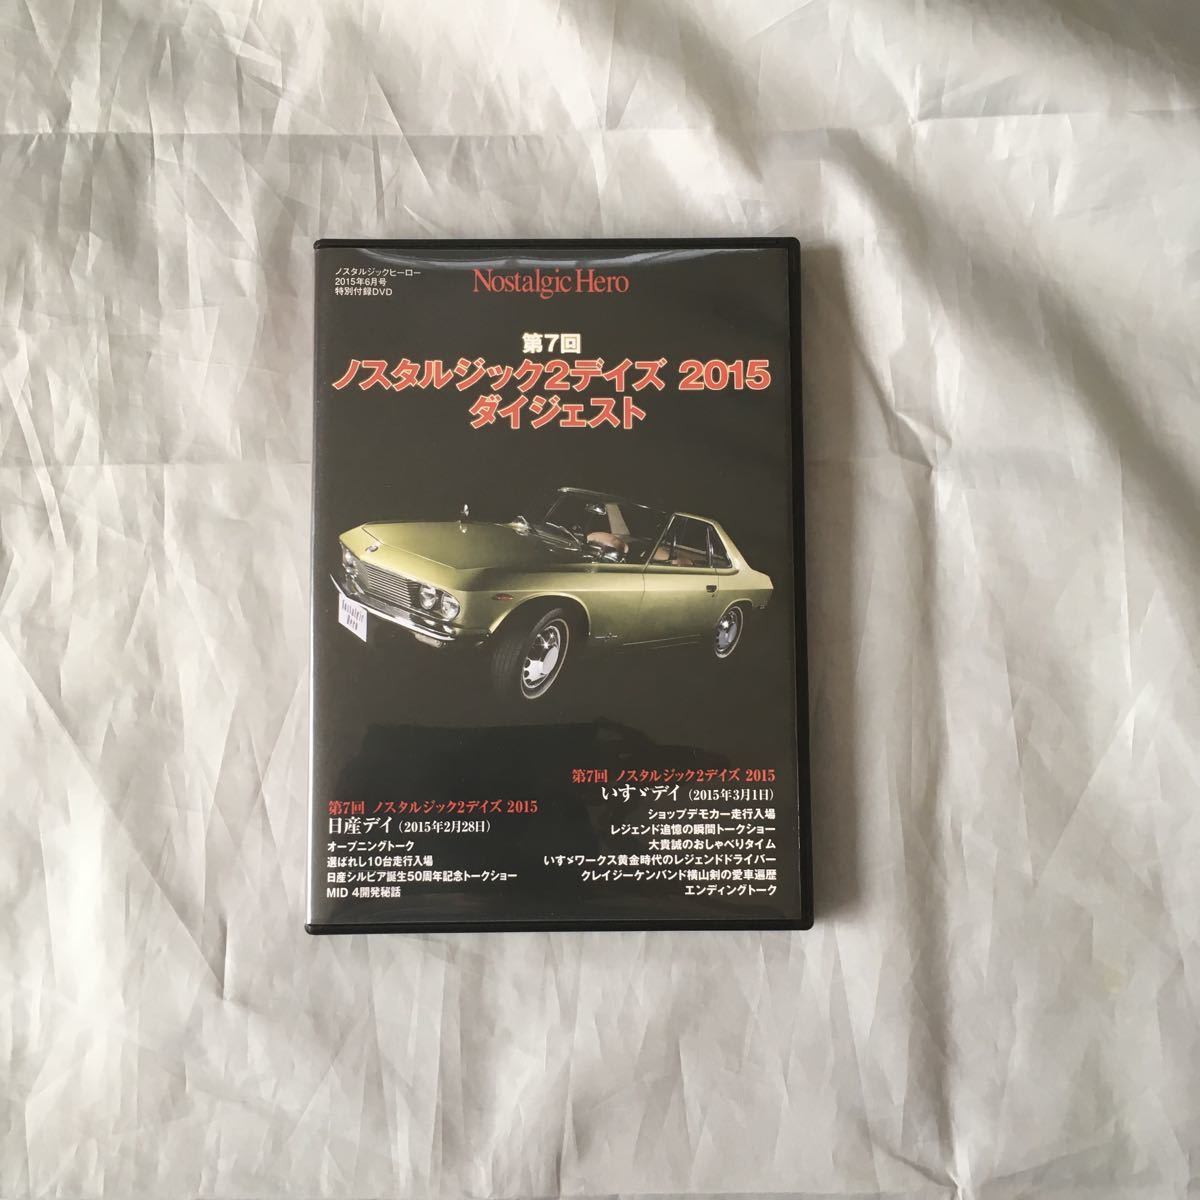 ノスタルジックヒーロー
2015年6月号
特別付録DVD
Nostalgic Hero
第7回
ノスタルジック2デイズ 2015
ダイジェスト
Nostalgic
Hero
第7回 ノスタルジック2デイズ 2015
日産デイ(2015年2月28日)
オープニングトーク
選ばれし10台走行入場
日産シルビア誕生50周年記念トークショー
MID 4開発秘話
第7回 ノスタルジック2デイズ 2015
いすゞデイ(2015年3月1日)
ショップデモカー走行入場
レジェンド追憶の瞬間トークショー
大貴誠のおしゃべりタイム
いすゞワークス黄金時代のレジェンドドライバー
クレイジーケンバンド横山剣の愛車遍歴
エンディングトーク